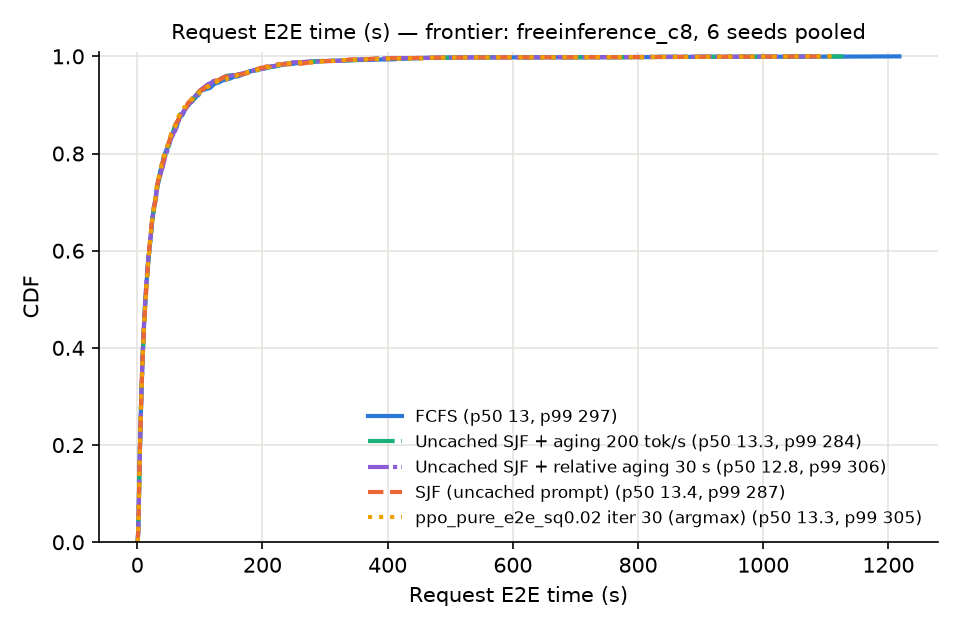 Request E2E time (s) — frontier: freeinference_c8, 6 seeds pooled
1.0
0.8
0.6
0.4
0.2
0.0
CDF
FCFS (p50 13, p99 297)
Uncached SJF + aging 200 tok/s (p50 13.3, p99 284)
Uncached SJF + relative aging 30 s (p50 12.8, p99 306)
SJF (uncached prompt) (p50 13.4, p99 287)
ppo_pure_e2e_sq0.02 iter 30 (argmax) (p50 13.3, p99 305)
0 200 400 600 800 1000 1200
Request E2E time (s)